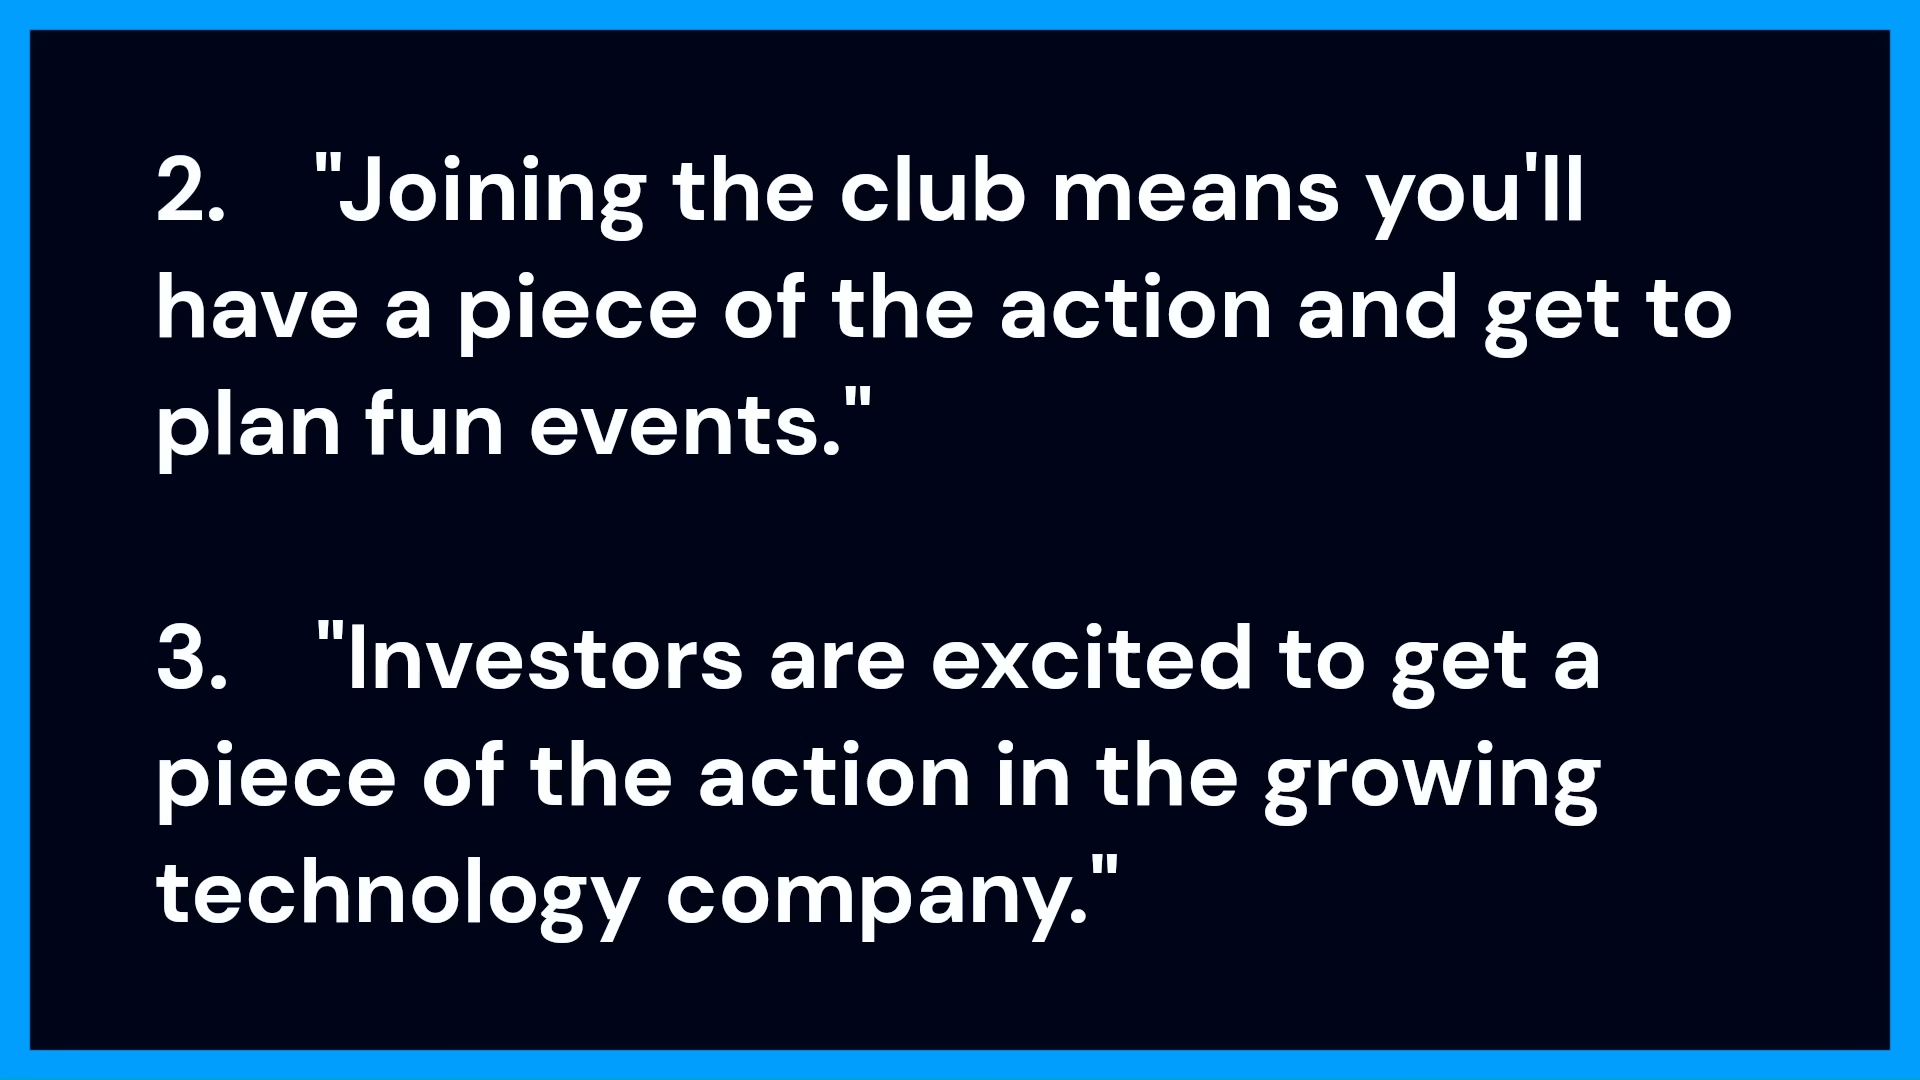 2. "Joining the club means you'll
have a piece of the action and get to
plan fun events."
3. "Investors are excited to get a
piece of the action in the growing
technology company."